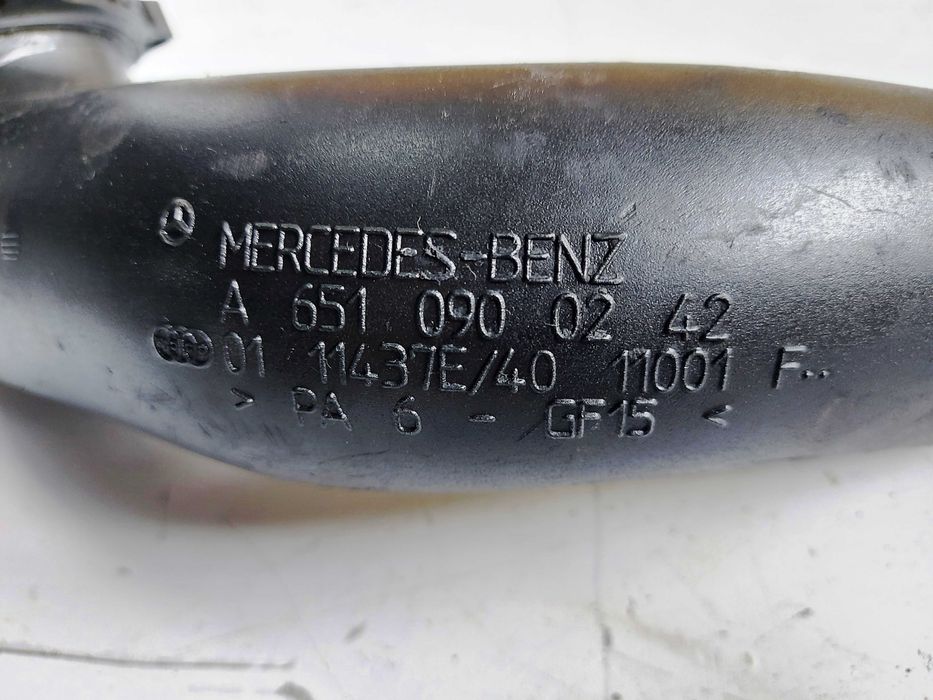 MERCEDES-BENZ
A 651 090 02 42
01 11437E/40 11001 F..
> PA 6 - GF15 <